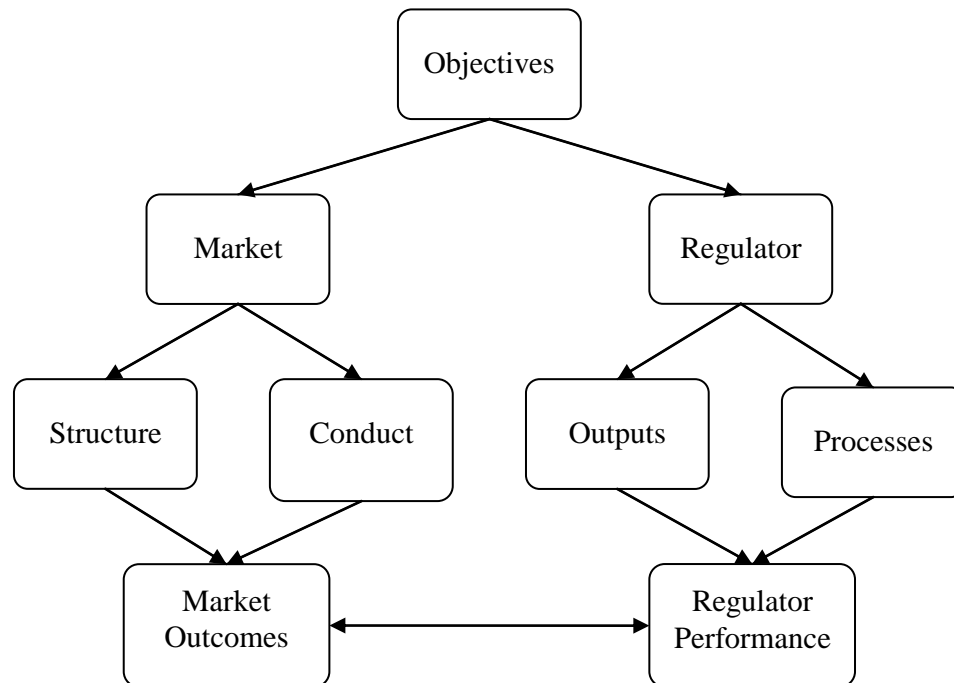 Objectives
Market
Regulator
Structure
Conduct
Outputs
Processes
Market
Outcomes
Regulator
Performance